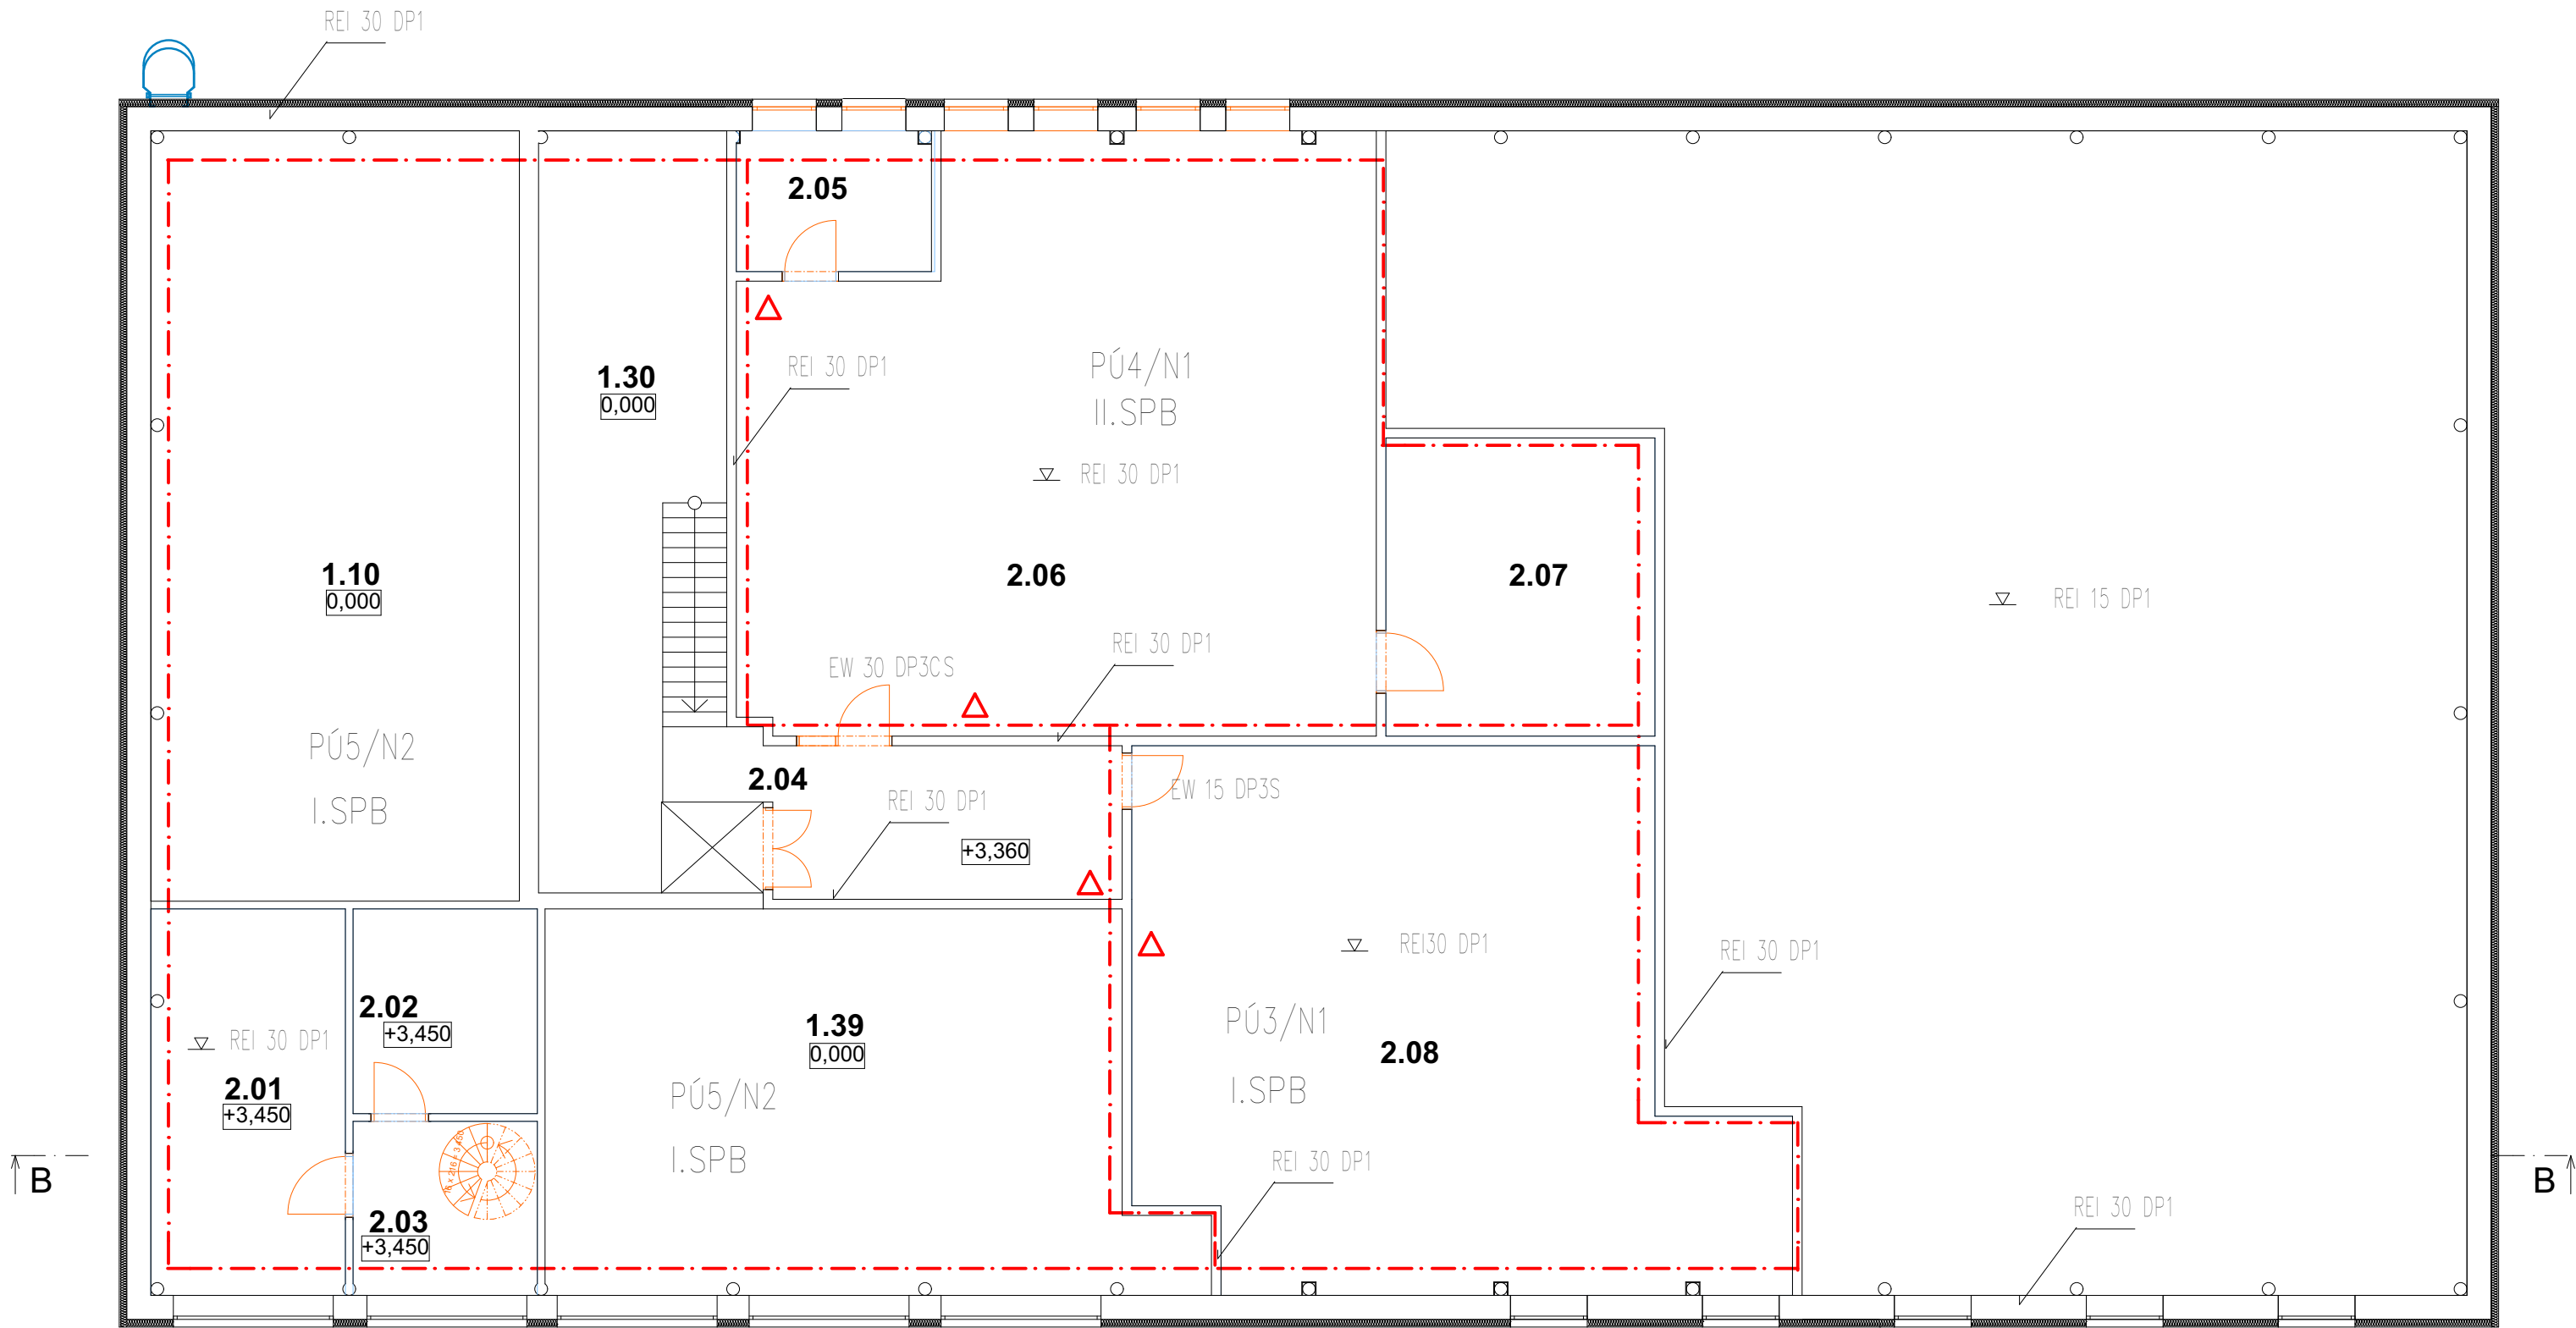 REI 30 DP1
2.05
PÚ4/N1
II.SPB
REI 30 DP1
1.30
0,000
REI 30 DP1
2.06
2.07
1.10
0,000
REI 15 DP1
REI 30 DP1
EW 30 DP3CS
PÚ5/N2
I.SPB
2.04
EW 15 DP3S
REI 30 DP1
+3,360
REI30 DP1
REI 30 DP1
2.02
+3,450
REI 30 DP1
2.01
+3,450
1.39
0,000
PÚ3/N1
2.08
I.SPB
PÚ5/N2
I.SPB
16 x 216 = 3,450
REI 30 DP1
B
B
2.03
+3,450
REI 30 DP1